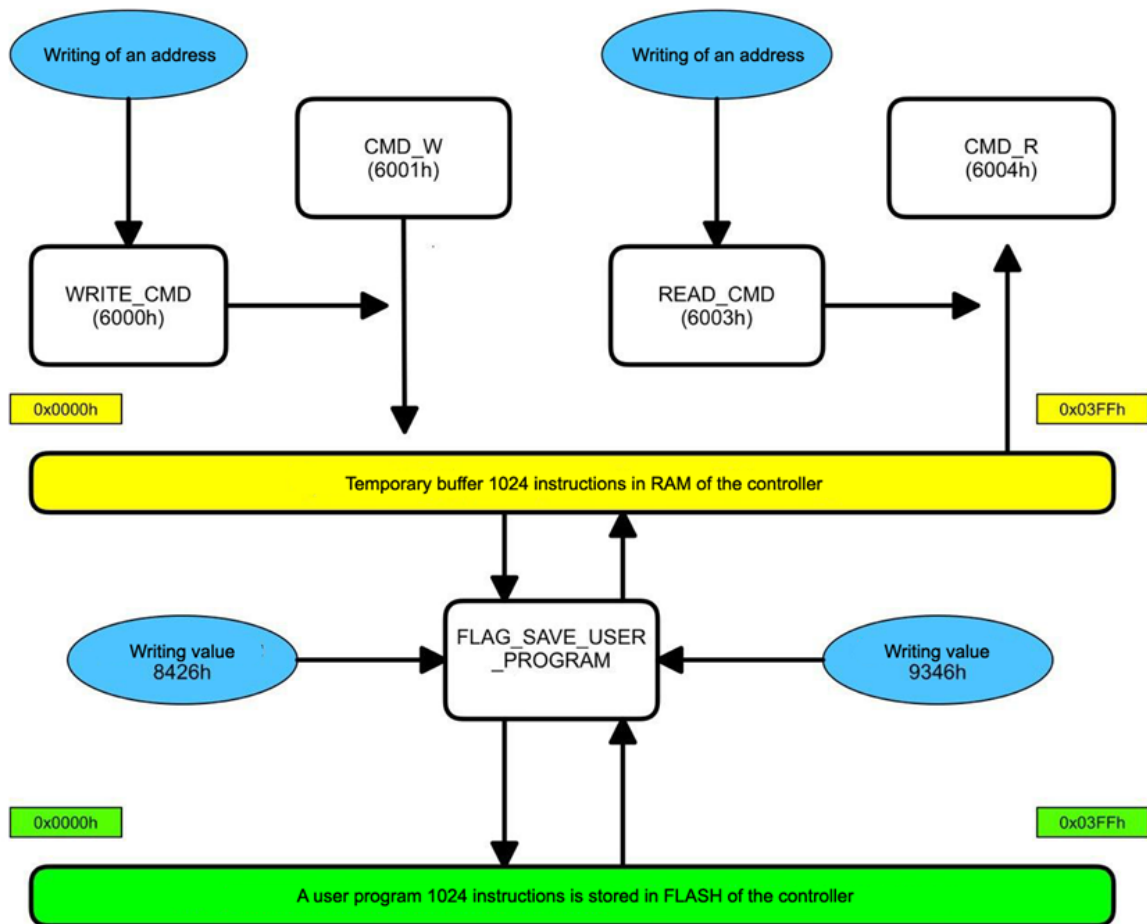 Writing of an address
Writing of an address
CMD_W
(6001h)
CMD_R
(6004h)
WRITE_CMD
(6000h)
READ_CMD
(6003h)
0x0000h
0x03FFh
Temporary buffer 1024 instructions in RAM of the controller
Writing value
8426h
FLAG_SAVE_USER
_PROGRAM
Writing value
9346h
0x0000h
0x03FFh
A user program 1024 instructions is stored in FLASH of the controller